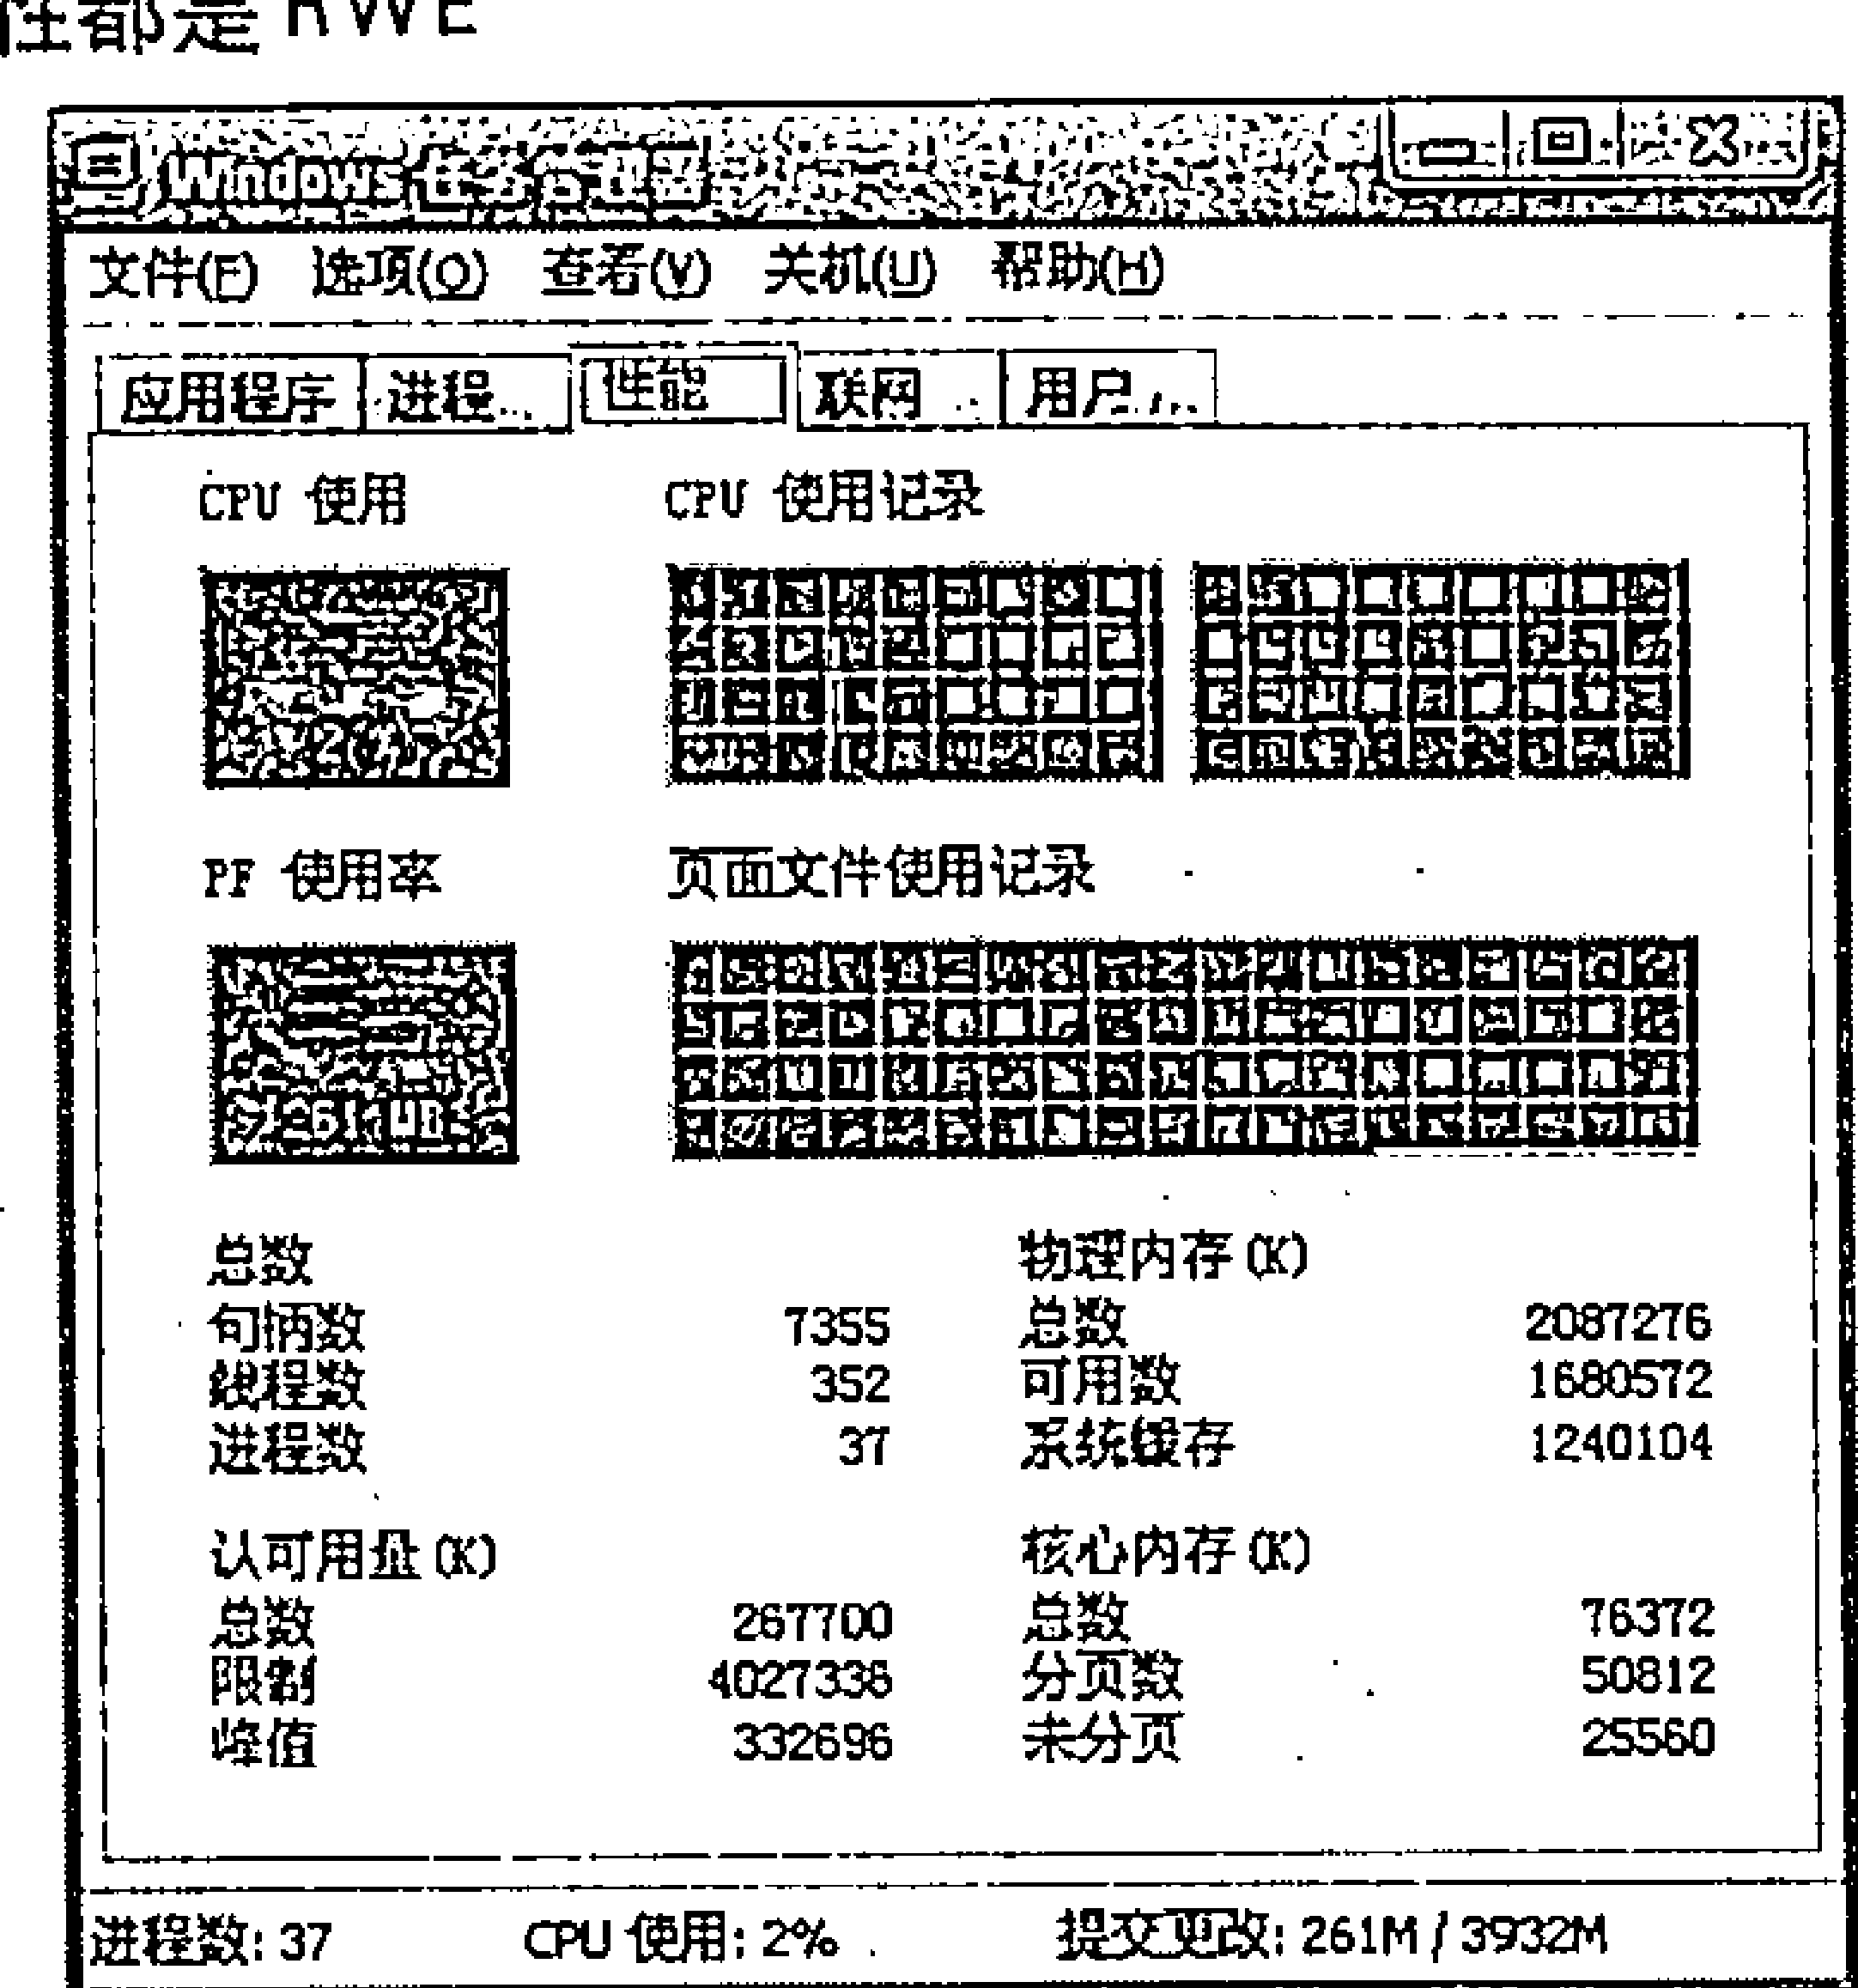 性都是 RWE
Windows 任务管理器
文件(F) 选项(O) 查看(V) 关机(U) 帮助(H)
应用程序 进程 性能 联网 用户
CPU 使用 CPU 使用记录
2 %
PF 使用率 页面文件使用记录
261 MB
总数 物理内存 (K)
句柄数 7355 总数 2087276
线程数 352 可用数 1680572
进程数 37 系统缓存 1240104
认可用量 (K) 核心内存 (K)
总数 267700 总数 76372
限制 4027338 分页数 50812
峰值 332696 未分页 25560
进程数: 37 CPU 使用: 2% 提交更改: 261M / 3932M